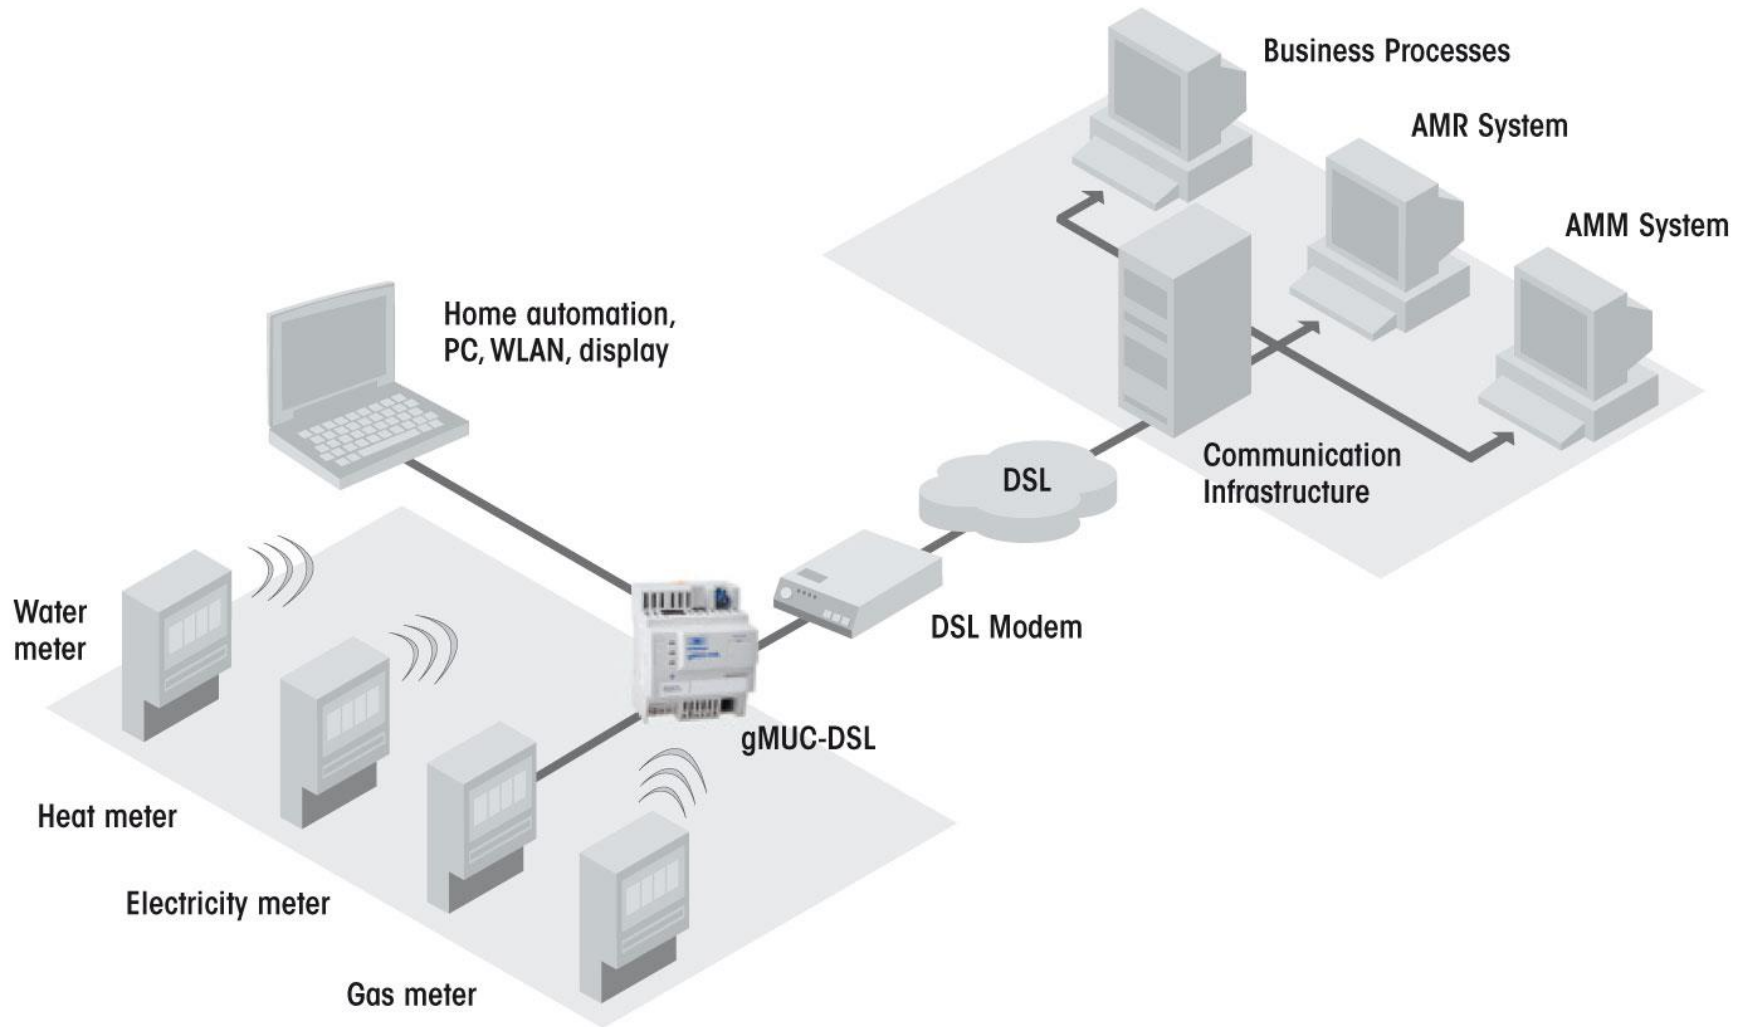 Business Processes
AMR System
AMM System
Home automation,
PC, WLAN, display
Communication
Infrastructure
DSL
DSL Modem
Water
meter
gMUC-DSL
Heat meter
Electricity meter
Gas meter